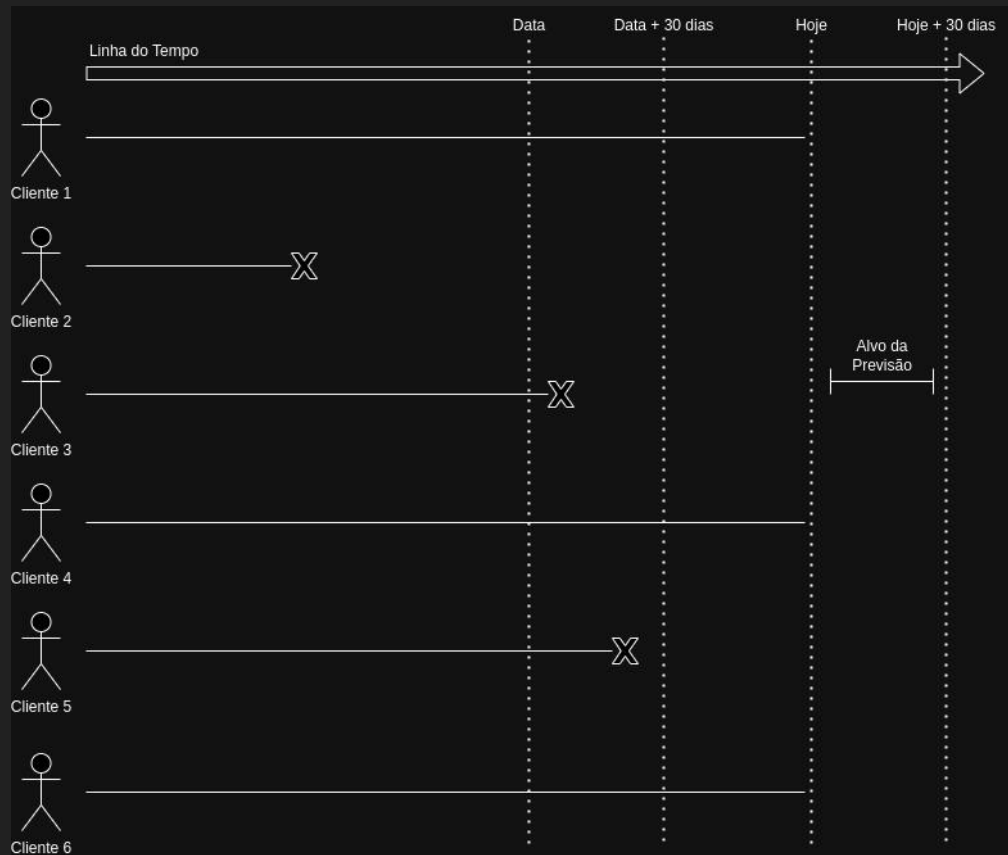 Data
Data + 30 dias
Hoje
Hoje + 30 dias
Linha do Tempo
Cliente 1
Cliente 2
Alvo da
Previsão
Cliente 3
Cliente 4
Cliente 5
Cliente 6